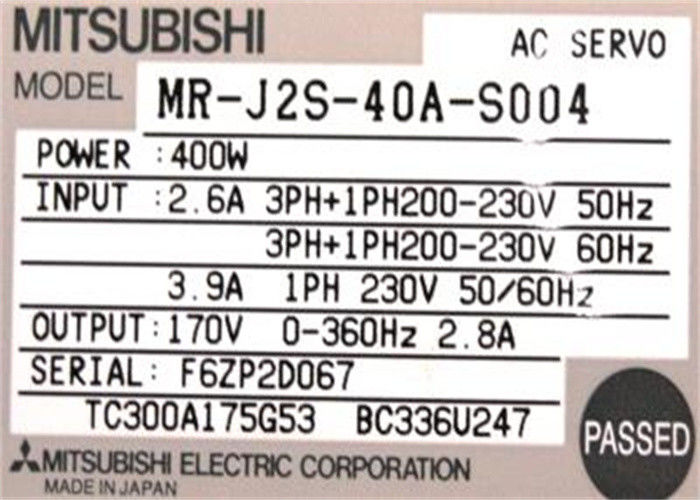 MITSUBISHI AC SERVO
MODEL MR-J2S-40A-S004
POWER :400W
INPUT :2.6A 3PH+1PH200-230V 50Hz
3PH+1PH200-230V 60Hz
3.9A 1PH 230V 50/60Hz
OUTPUT:170V 0-360Hz 2.8A
SERIAL: F6ZP2D067
TC300A175G53 BC336U247
PASSED
MITSUBISHI ELECTRIC CORPORATION
MADE IN JAPAN